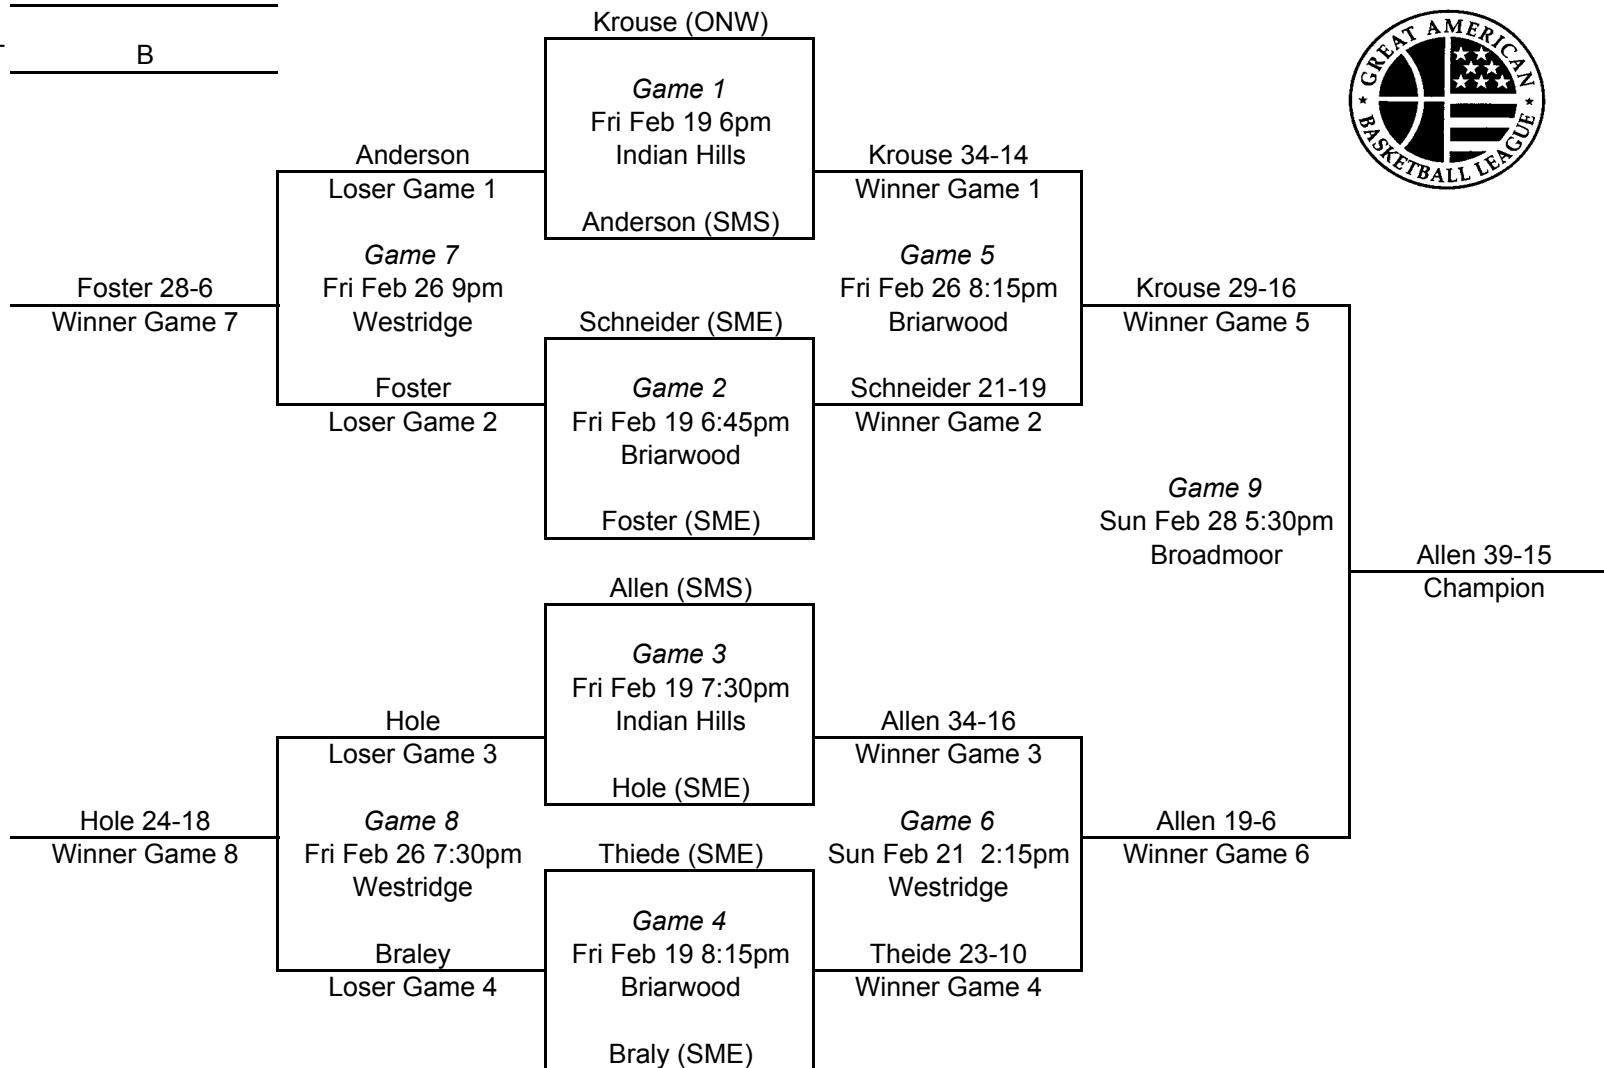 B
Krouse (ONW)
Game 1
Fri Feb 19 6pm
Indian Hills
Anderson (SMS)
Anderson
Loser Game 1
Krouse 34-14
Winner Game 1
Game 7
Fri Feb 26 9pm
Westridge
Game 5
Fri Feb 26 8:15pm
Briarwood
Foster 28-6
Winner Game 7
Krouse 29-16
Winner Game 5
Schneider (SME)
Game 2
Fri Feb 19 6:45pm
Briarwood
Foster (SME)
Foster
Loser Game 2
Schneider 21-19
Winner Game 2
Game 9
Sun Feb 28 5:30pm
Broadmoor
Allen 39-15
Champion
Allen (SMS)
Game 3
Fri Feb 19 7:30pm
Indian Hills
Hole (SME)
Hole
Loser Game 3
Allen 34-16
Winner Game 3
Hole 24-18
Winner Game 8
Game 8
Fri Feb 26 7:30pm
Westridge
Game 6
Sun Feb 21 2:15pm
Westridge
Allen 19-6
Winner Game 6
Thiede (SME)
Game 4
Fri Feb 19 8:15pm
Briarwood
Braly (SME)
Braley
Loser Game 4
Theide 23-10
Winner Game 4
GREAT AMERICAN
BASKETBALL LEAGUE